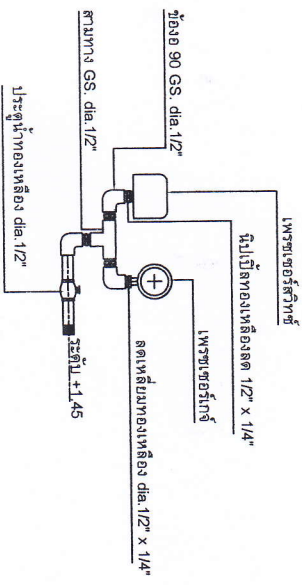 เพรชเชอร์สวิทช์
นิปเปิ้ลทองเหลืองลด 1/2" x 1/4"
เพรชเชอร์เกจ์
ลดเหลี่ยมทองเหลือง dia.1/2" x 1/4"
ข้องอ 90 GS. dia.1/2"
สามทาง GS. dia.1/2"
ระดับ +1.45
ประตูน้ำทองเหลือง dia.1/2"